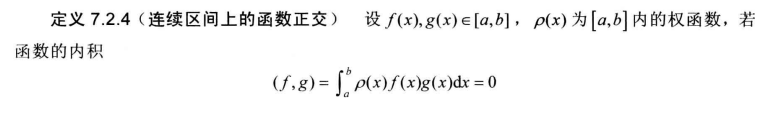 定义 7.2.4（连续区间上的函数正交） 设 f(x),g(x)∈[a,b]，ρ(x) 为[a,b]内的权函数，若
函数的内积
(f,g)=∫_a^b ρ(x)f(x)g(x)dx=0